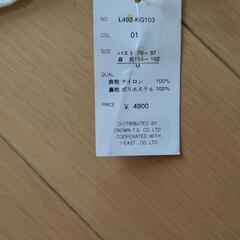 NO. L492-KG103
COL. 01
SIZE
バスト 79~87
身 長154~162
M
QUAL.
表地 ナイロン 100%
裏地 ポリエステル 100%
PRICE
¥ 4900
DISTRIBUTED BY
CROWN F.G. CO.,LTD
COOPERATED WITH
J-EAST. CO.,LTD